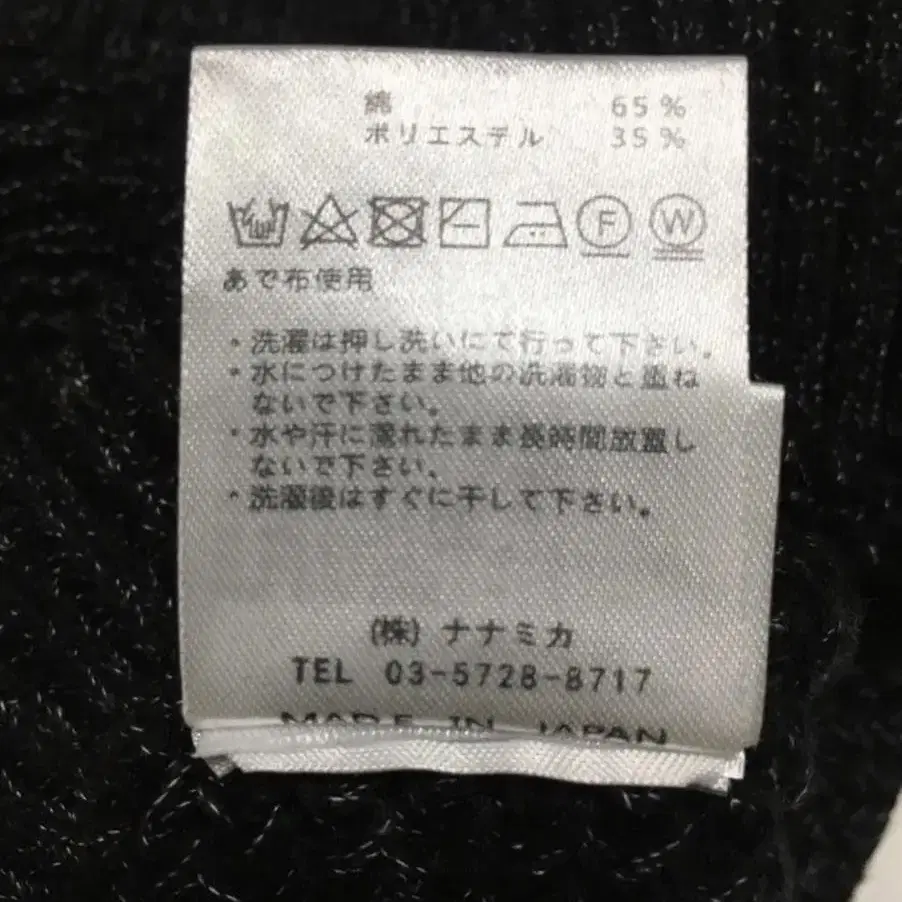 綿 65%
ポリエステル 35%
F W
あて布使用
・洗濯は押し洗いにて行って下さい。
・水につけたまま他の洗濯物と重ね
ないで下さい。
・水や汗に濡れたまま長時間放置し
ないで下さい。
・洗濯後はすぐに干して下さい。
(株) ナナミカ
TEL 03-5728-8717
MADE IN JAPAN